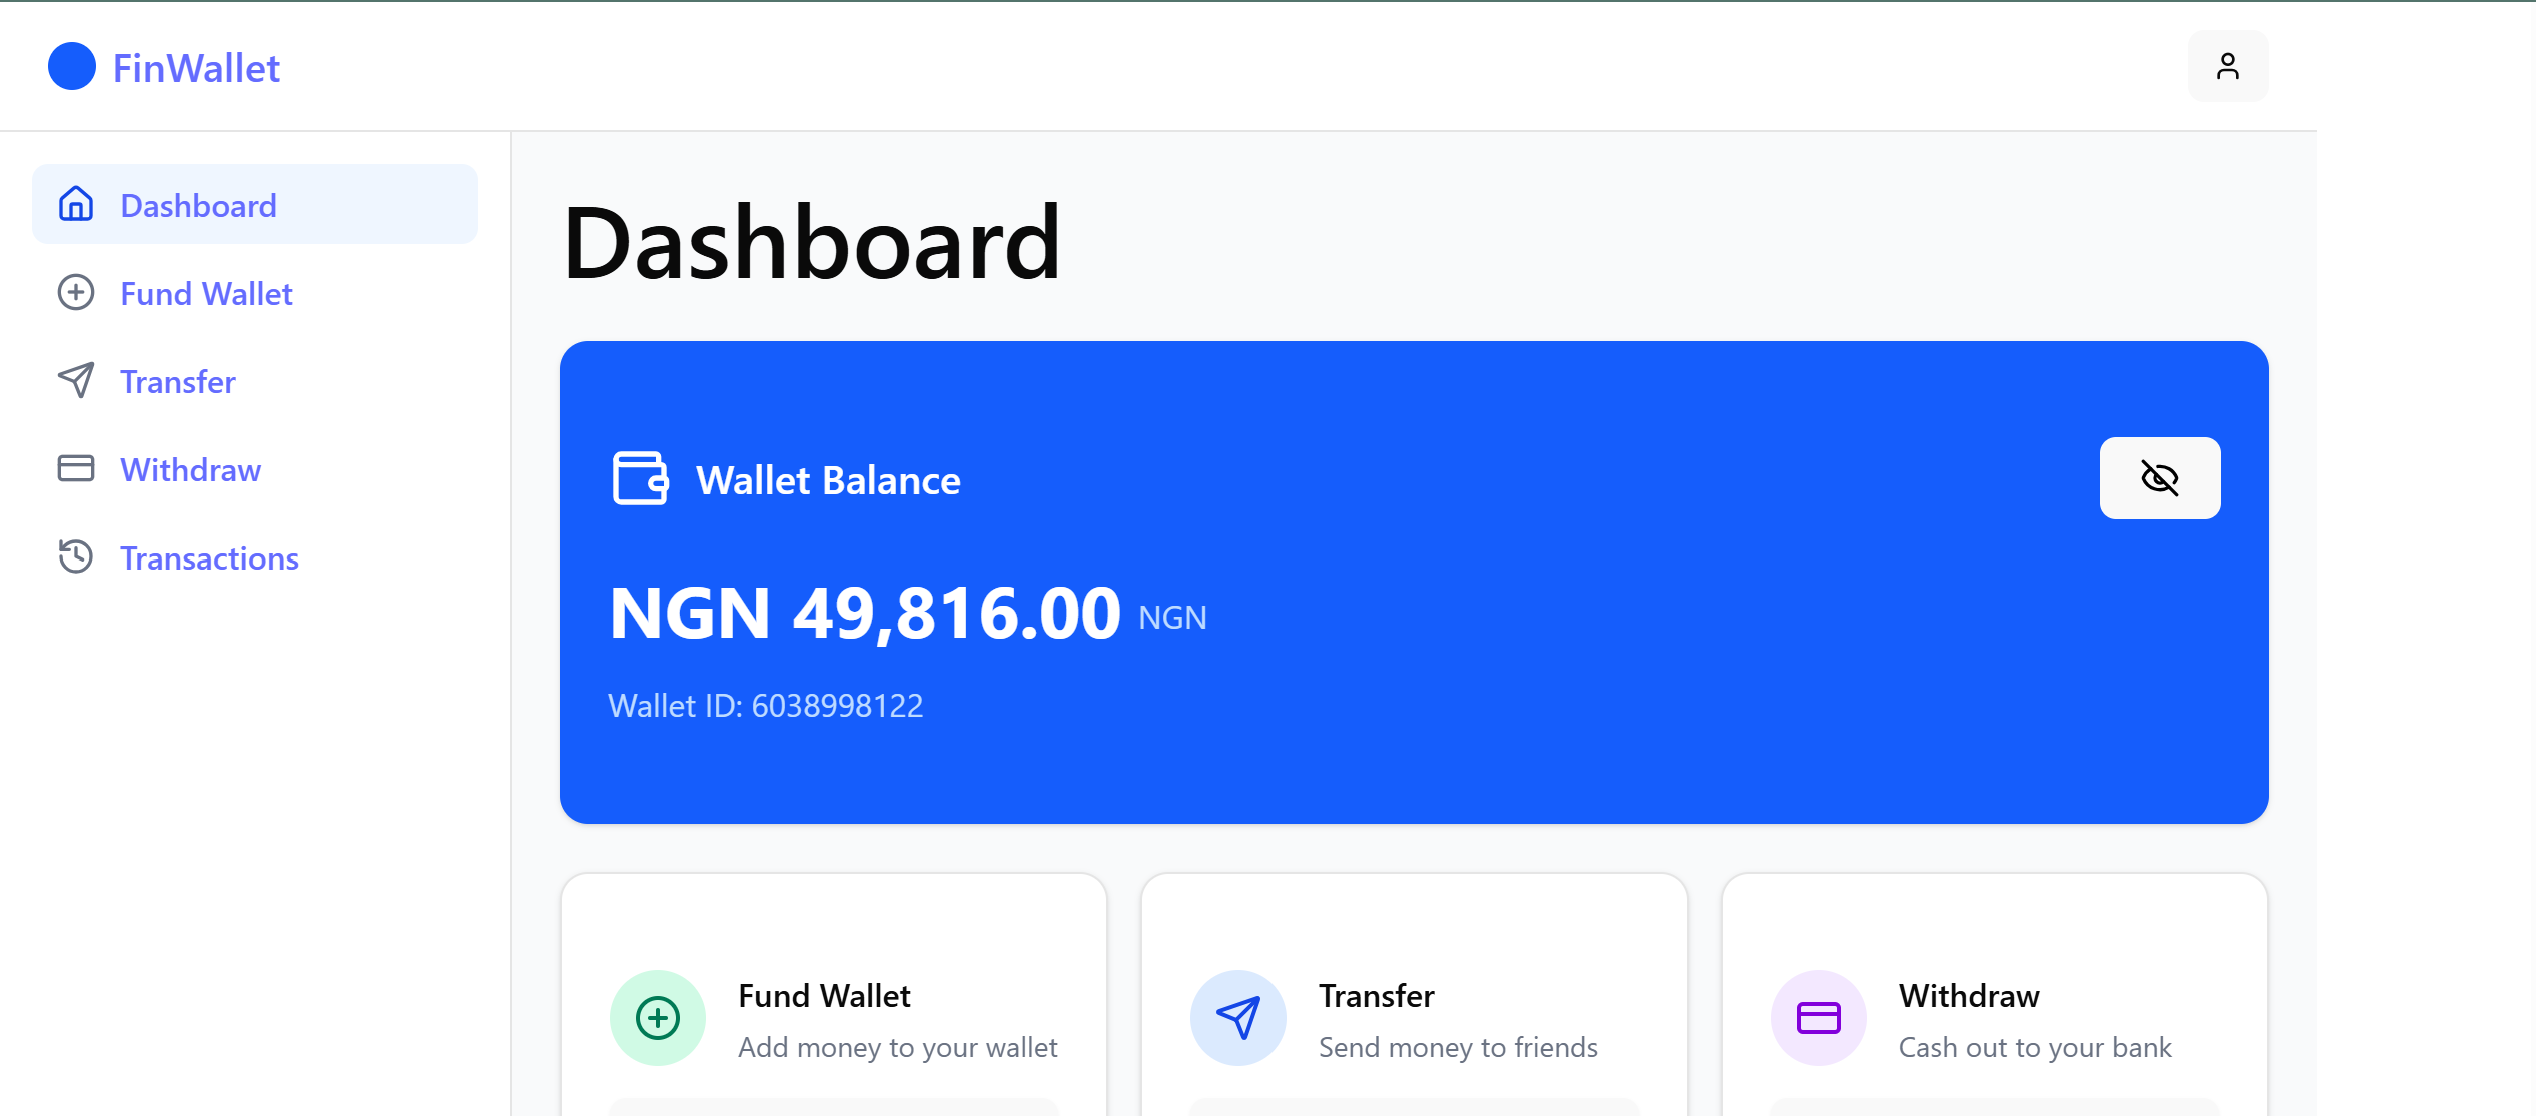 FinWallet
Dashboard
Fund Wallet
Transfer
Withdraw
Transactions
Dashboard
Wallet Balance
NGN 49,816.00 NGN
Wallet ID: 6038998122
Fund Wallet
Add money to your wallet
Transfer
Send money to friends
Withdraw
Cash out to your bank